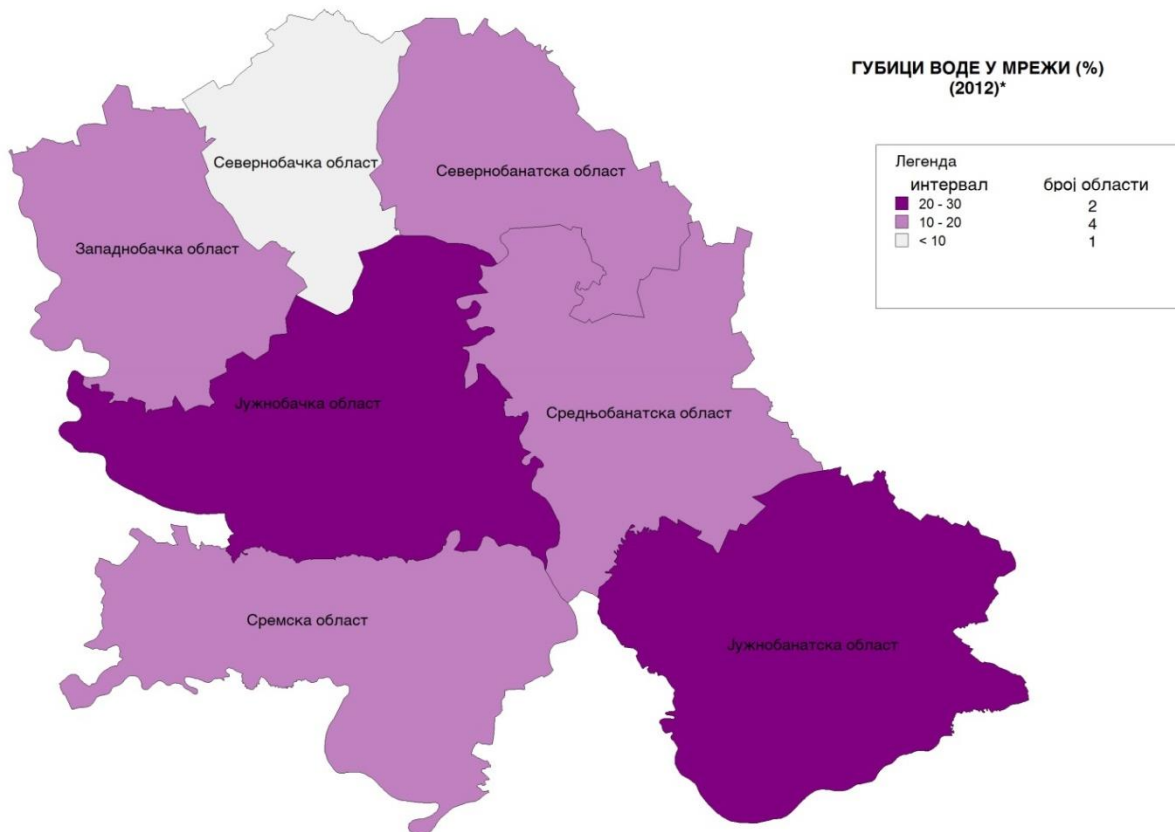 ГУБИЦИ ВОДЕ У МРЕЖИ (%)
(2012)*
Легенда
интервал број области
20 - 30 2
10 - 20 4
< 10 1
Севернобачка област
Севернобанатска област
Западнобачка област
Јужнобачка област
Средњобанатска област
Сремска област
Јужнобанатска област